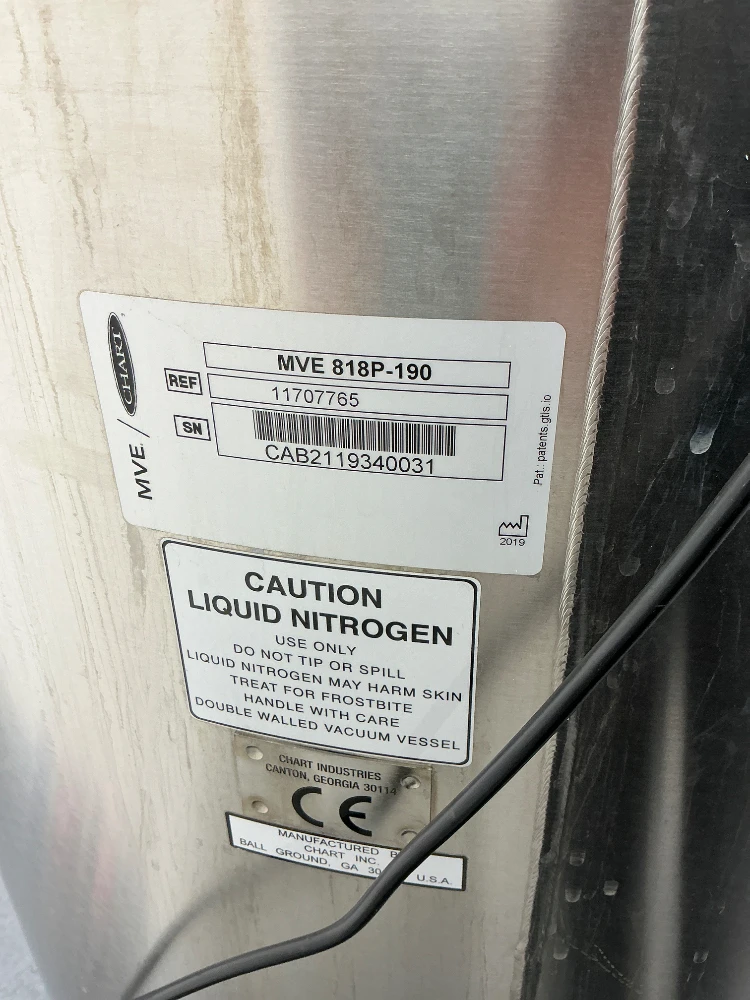 MVE / CHART
MVE 818P-190
REF 11707765
SN
CAB2119340031
Pat.: patents.gtis.io
2019
CAUTION
LIQUID NITROGEN
USE ONLY
DO NOT TIP OR SPILL
LIQUID NITROGEN MAY HARM SKIN
TREAT FOR FROSTBITE
HANDLE WITH CARE
DOUBLE WALLED VACUUM VESSEL
CHART INDUSTRIES
CANTON, GEORGIA 30114
CE
MANUFACTURED
CHART INC.
BALL GROUND, GA U.S.A.